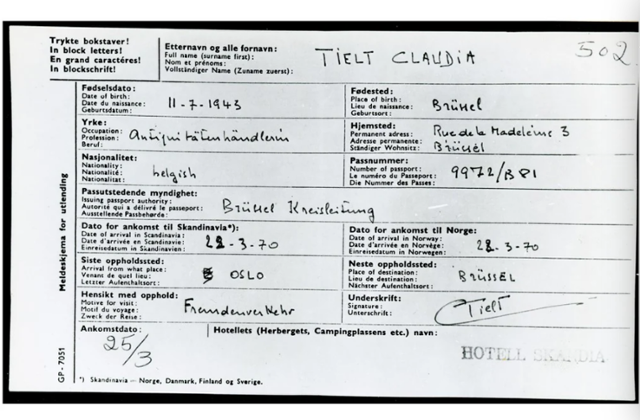 Trykte bokstaver!
In block letters!
En grand caractéres!
In blockschrift!
Etternavn og alle fornavn:
Full name (surname first):
Nom et prénoms:
Vollständiger Name (Zuname zuerst):
TIELT CLAUDIA
502
Fødselsdato:
Date of birth:
Date du naissance:
Geburtsdatum:
11-7-1943
Fødested:
Place of birth:
Lieu de naissance:
Geburtsort:
Brüssel
Yrke:
Occupation:
Profession:
Beruf:
Antiquitätenhändlerin
Hjemsted:
Permanent adress:
Adresse permanente:
Ständiger Wohnsitz:
Rue de la Madeleine 3
Brüssel
Nasjonalitet:
Nationality:
Nationalité:
Nationalitat:
belgish
Passnummer:
Number of passport:
Le numéro du Passeport:
Die Nummer des Passes:
9972/B81
Passutstedende myndighet:
Issuing passport authority:
Autorité qui a délivré le passeport:
Ausstellende Passbehørde:
Brüssel Kreisleitung
Dato for ankomst til Skandinavia*):
Date of arrival in Scandinavia:
Date d'arrivée en Scandinavie:
Einreisedatum in Skandinavien:
22-3-70
Dato for ankomst til Norge:
Date of arrival in Norway:
Date d'arrivée en Norvége:
Einreisedatum in Norwegen:
-3-70
Siste oppholdssted:
Arrival from what place:
Venant de quel lieu:
Letzter Aufenthaltsort:
OSLO
Neste oppholdssted:
Place of destination:
Lieu de destination:
Nächster Aufenhaltsort:
BRÜSSEL
Hensikt med opphold:
Motive for visit:
Motif du voyage:
Zweck der Reise:
Fremdenverkehr
Underskrift:
Signature:
Unterschrift:
Tielt
Ankomstdato:
25/3
Hotellets (Herbergets, Campingplassens etc.) navn:
HOTELL SKANDIA
*) Skandinavia — Norge, Danmark, Finland og Sverige.
Meldeskjema for utlending
GP - 7051